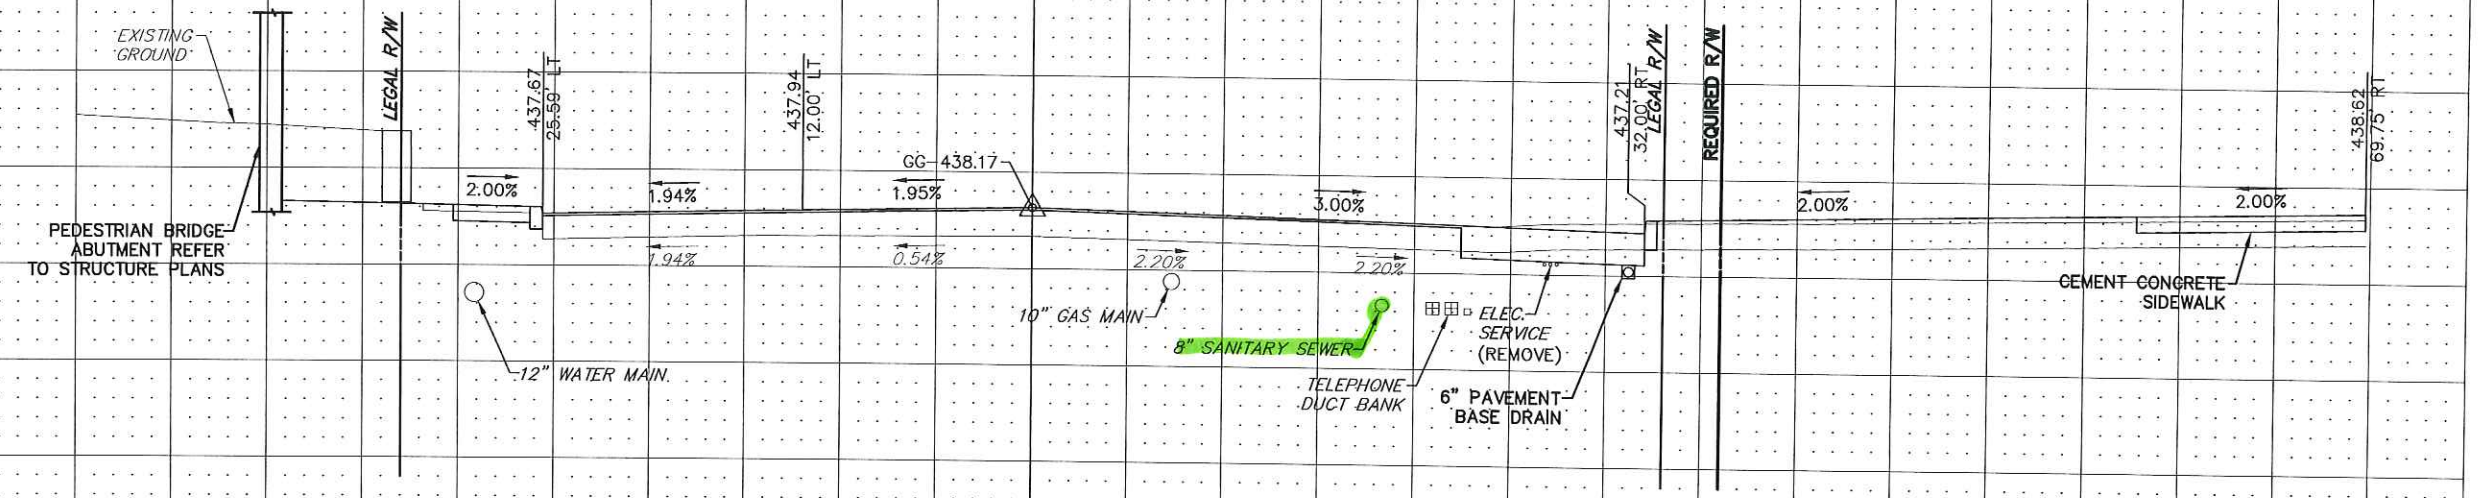 EXISTING
GROUND
LEGAL R/W
437.67
25.59' LT
437.94
12.00' LT
GG 438.17
437.21
32.00' RT
LEGAL R/W
REQUIRED R/W
438.62
69.75' RT
2.00%
1.94%
1.95%
3.00%
2.00%
2.00%
PEDESTRIAN BRIDGE
ABUTMENT REFER
TO STRUCTURE PLANS
1.94%
0.54%
2.20%
2.20%
12" WATER MAIN
10" GAS MAIN
8" SANITARY SEWER
TELEPHONE
DUCT BANK
ELEC.
SERVICE
(REMOVE)
6" PAVEMENT
BASE DRAIN
CEMENT CONCRETE
SIDEWALK